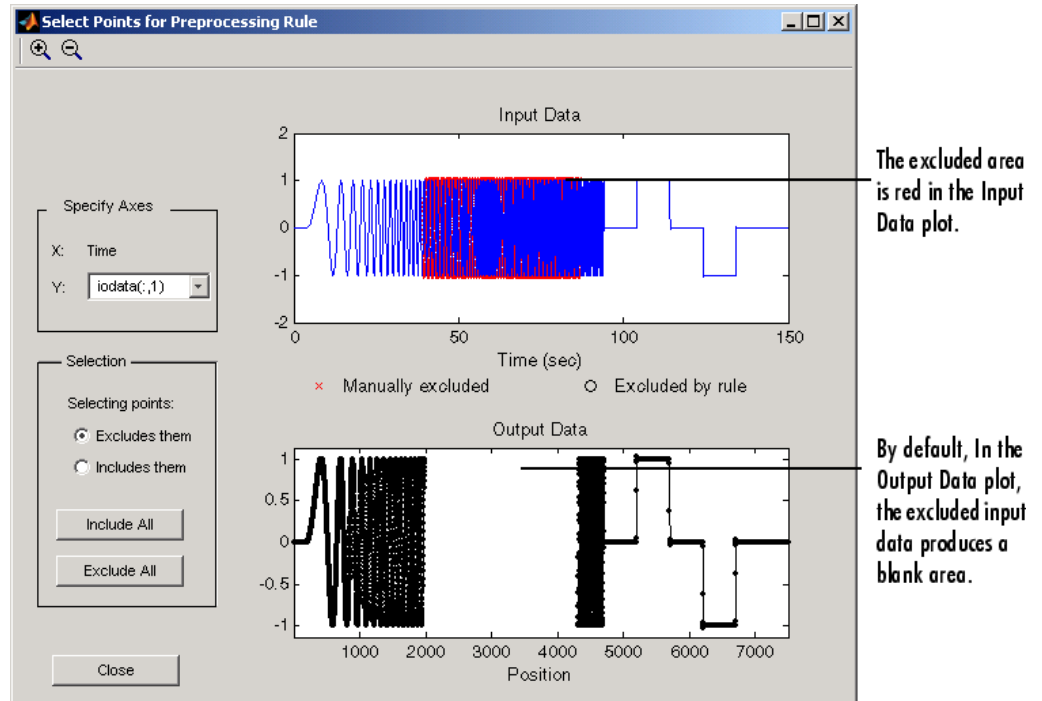 Select Points for Preprocessing Rule
Input Data
2
1
0
-1
-2
0
50
100
150
Time (sec)
× Manually excluded
O Excluded by rule
The excluded area
is red in the Input
Data plot.
Specify Axes
X: Time
Y: iodata(:,1)
Selection
Selecting points:
Excludes them
Includes them
Include All
Exclude All
Close
Output Data
1
0.5
0
-0.5
-1
1000
2000
3000
4000
5000
6000
7000
Position
By default, In the
Output Data plot,
the excluded input
data produces a
blank area.